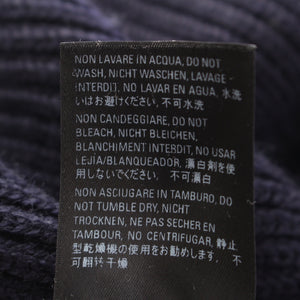 NON LAVARE IN ACQUA, DO NOT
WASH, NICHT WASCHEN, LAVAGE
INTERDIT, NO LAVAR EN AGUA, 水洗
いはお避けください, 不可水洗
NON CANDEGGIARE, DO NOT
BLEACH, NICHT BLEICHEN,
BLANCHIMENT INTERDIT, NO USAR
LEJÍA/BLANQUEADOR, 漂白剤を使
用しないでください, 不可漂白
NON ASCIUGARE IN TAMBURO, DO
NOT TUMBLE DRY, NICHT
TROCKNEN, NE PAS SECHER EN
TAMBOUR, NO CENTRIFUGAR, 静止
型乾燥機の使用をお勧めします, 不
可翻转干燥